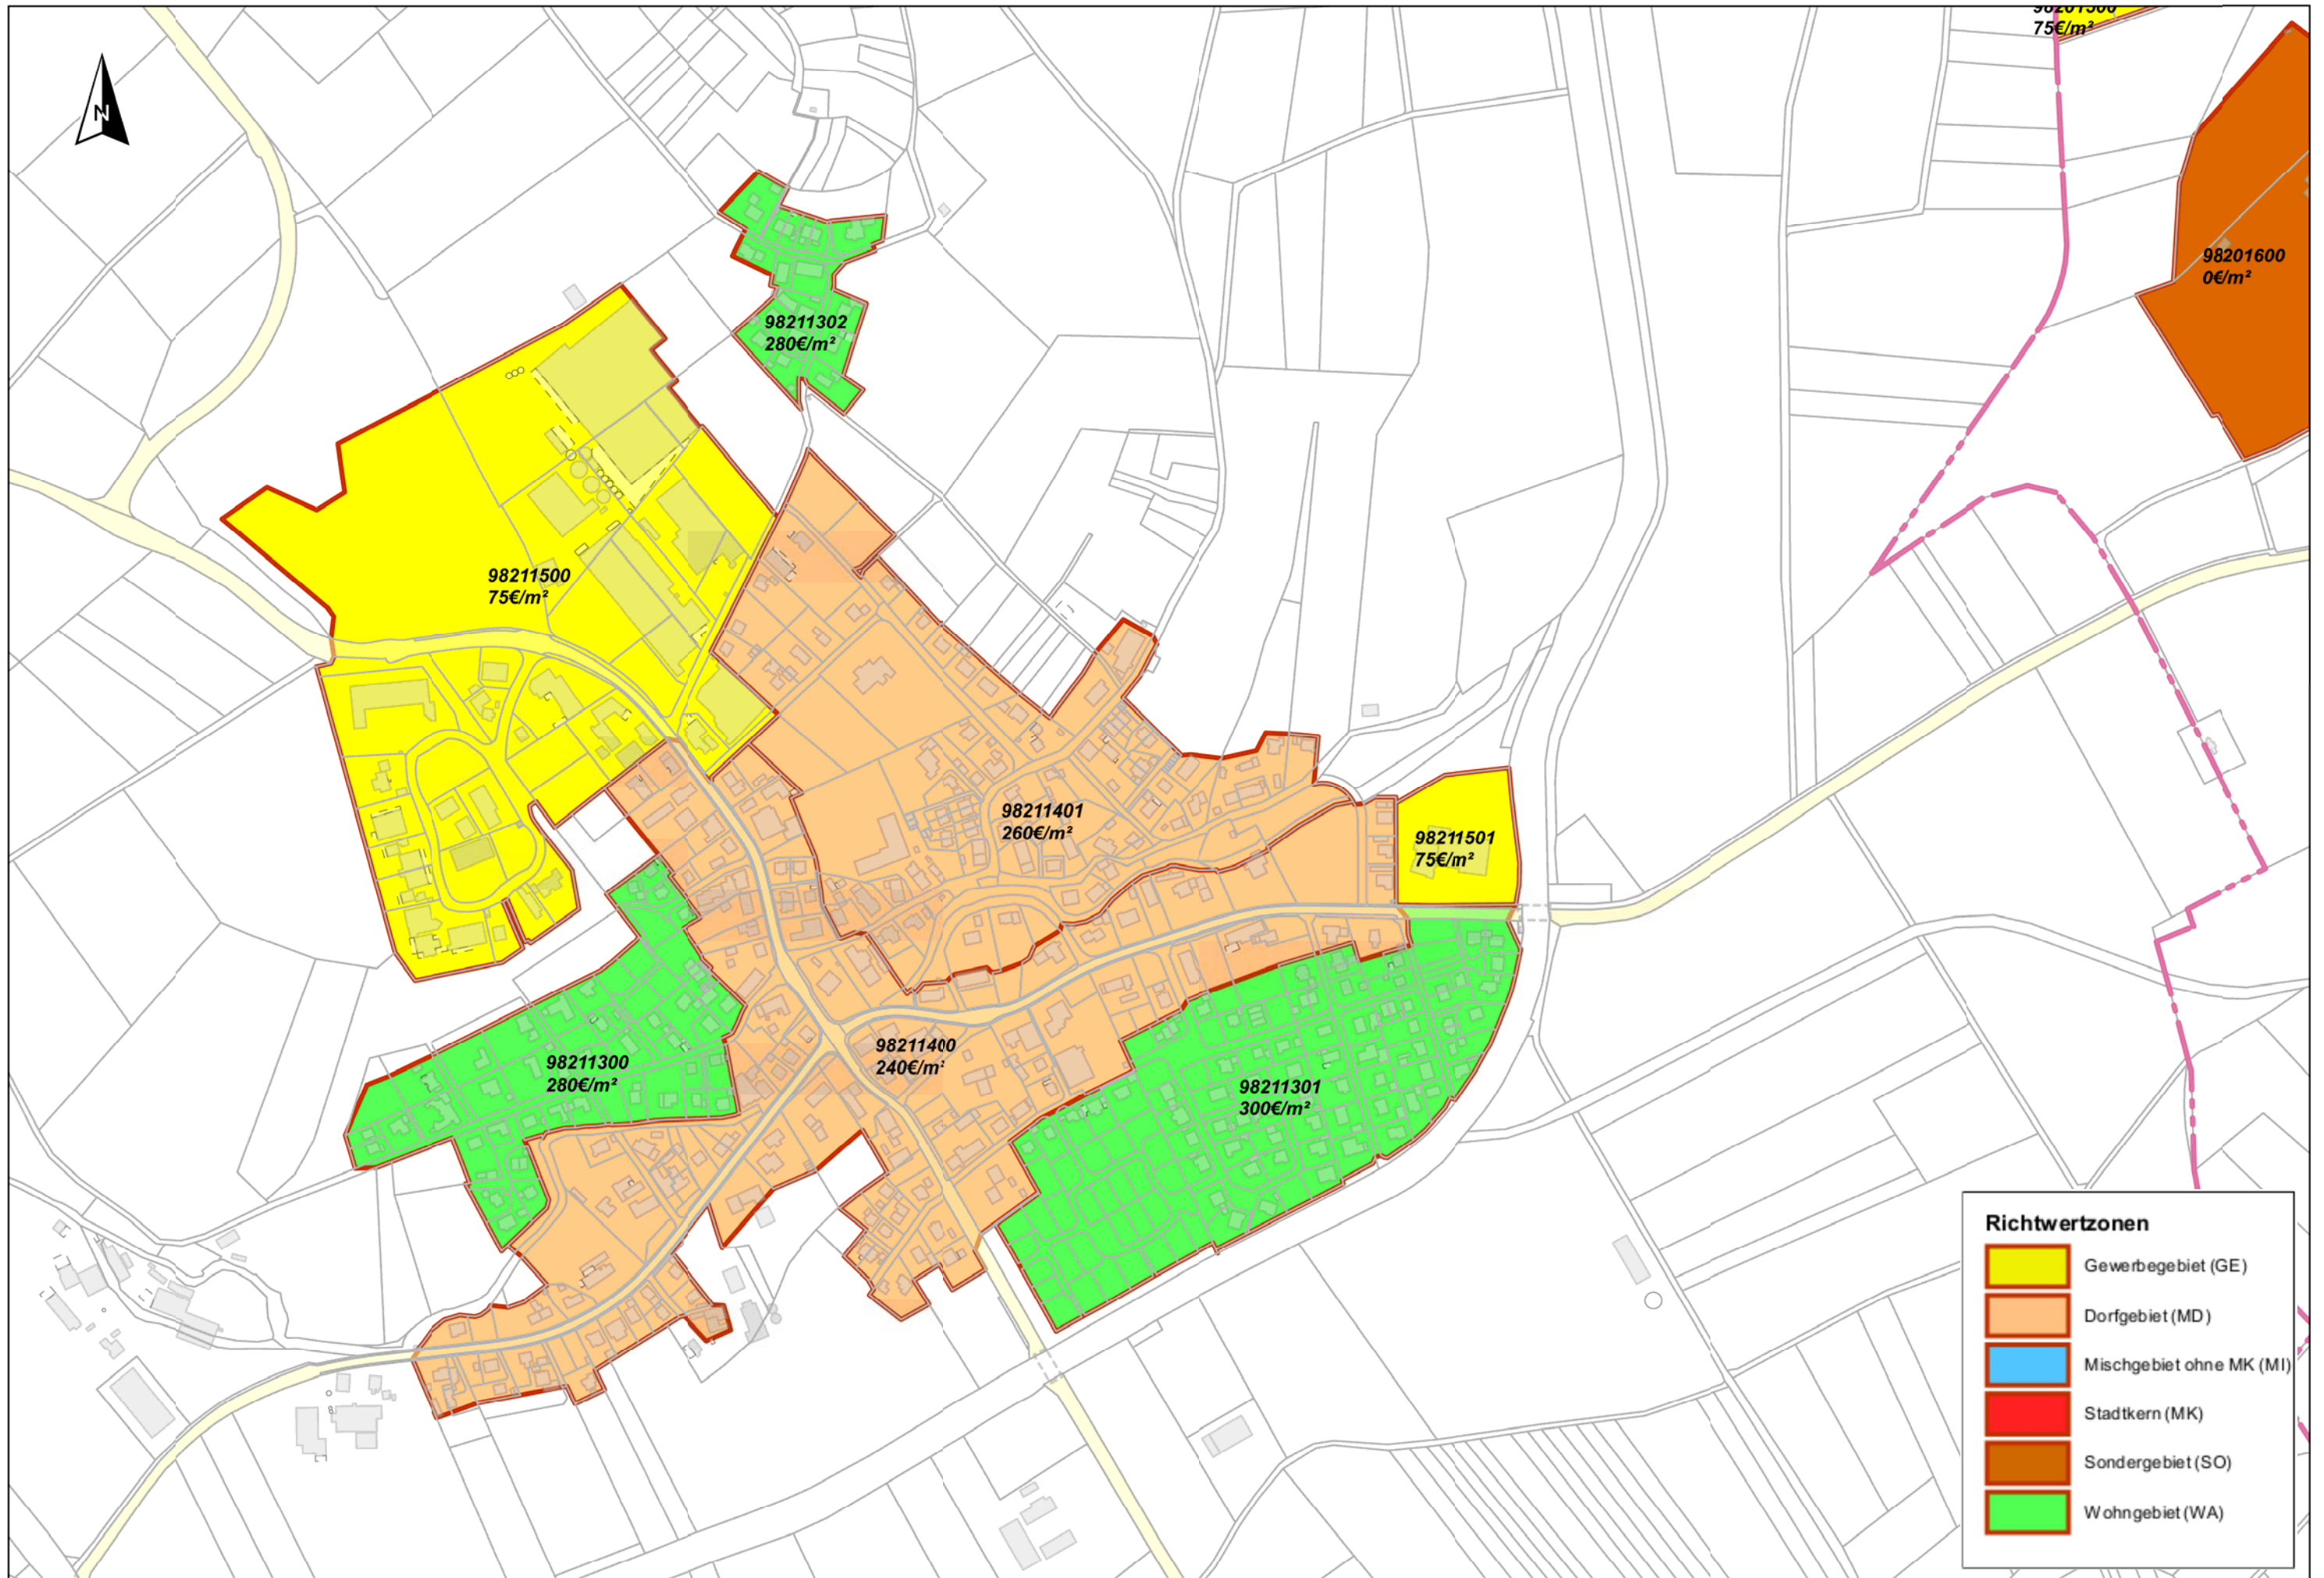 98201500
75€/m²
N
98201600
0€/m²
98211302
280€/m²
98211500
75€/m²
98211401
260€/m²
98211501
75€/m²
98211400
240€/m²
98211300
280€/m²
98211301
300€/m²
Richtwertzonen
Gewerbegebiet (GE)
Dorfgebiet (MD)
Mischgebiet ohne MK (MI)
Stadtkern (MK)
Sondergebiet (SO)
Wohngebiet (WA)